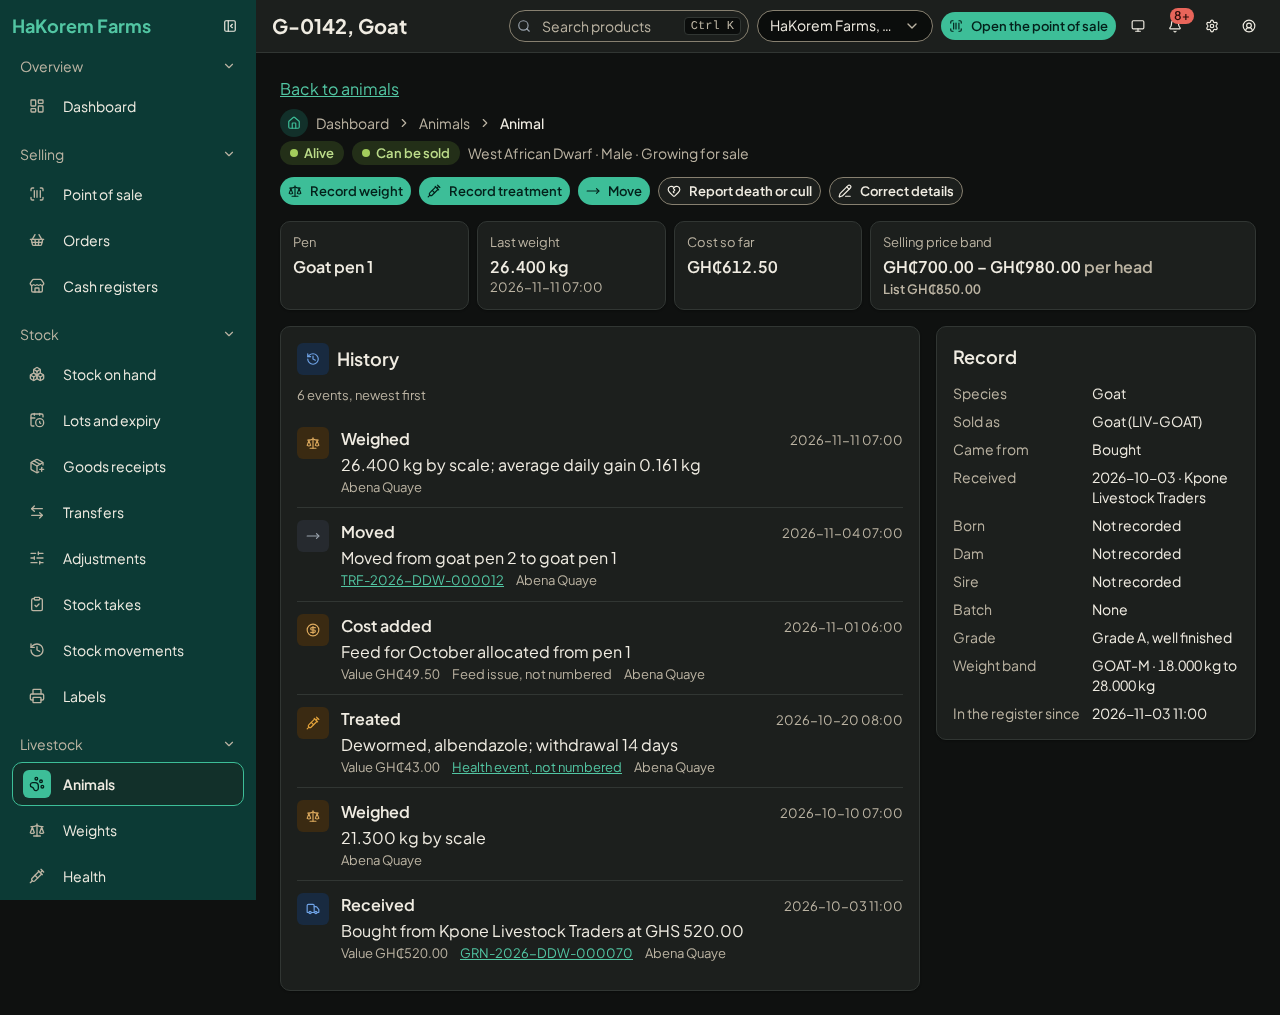 HaKorem Farms
G-0142, Goat
Search products
Ctrl K
HaKorem Farms, ...
Open the point of sale
8+
Overview
Dashboard
Selling
Point of sale
Orders
Cash registers
Stock
Stock on hand
Lots and expiry
Goods receipts
Transfers
Adjustments
Stock takes
Stock movements
Labels
Livestock
Animals
Weights
Health
Back to animals
Dashboard > Animals > Animal
Alive
Can be sold
West African Dwarf · Male · Growing for sale
Record weight
Record treatment
Move
Report death or cull
Correct details
Pen
Goat pen 1
Last weight
26.400 kg
2026-11-11 07:00
Cost so far
GH₵612.50
Selling price band
GH₵700.00 – GH₵980.00 per head
List GH₵850.00
History
6 events, newest first
Weighed
2026-11-11 07:00
26.400 kg by scale; average daily gain 0.161 kg
Abena Quaye
Moved
2026-11-04 07:00
Moved from goat pen 2 to goat pen 1
TRF-2026-DDW-000012 Abena Quaye
Cost added
2026-11-01 06:00
Feed for October allocated from pen 1
Value GH₵49.50 Feed issue, not numbered Abena Quaye
Treated
2026-10-20 08:00
Dewormed, albendazole; withdrawal 14 days
Value GH₵43.00 Health event, not numbered Abena Quaye
Weighed
2026-10-10 07:00
21.300 kg by scale
Abena Quaye
Received
2026-10-03 11:00
Bought from Kpone Livestock Traders at GHS 520.00
Value GH₵520.00 GRN-2026-DDW-000070 Abena Quaye
Record
Species Goat
Sold as Goat (LIV-GOAT)
Came from Bought
Received 2026-10-03 · Kpone
Livestock Traders
Born Not recorded
Dam Not recorded
Sire Not recorded
Batch None
Grade Grade A, well finished
Weight band GOAT-M · 18.000 kg to
28.000 kg
In the register since 2026-11-03 11:00